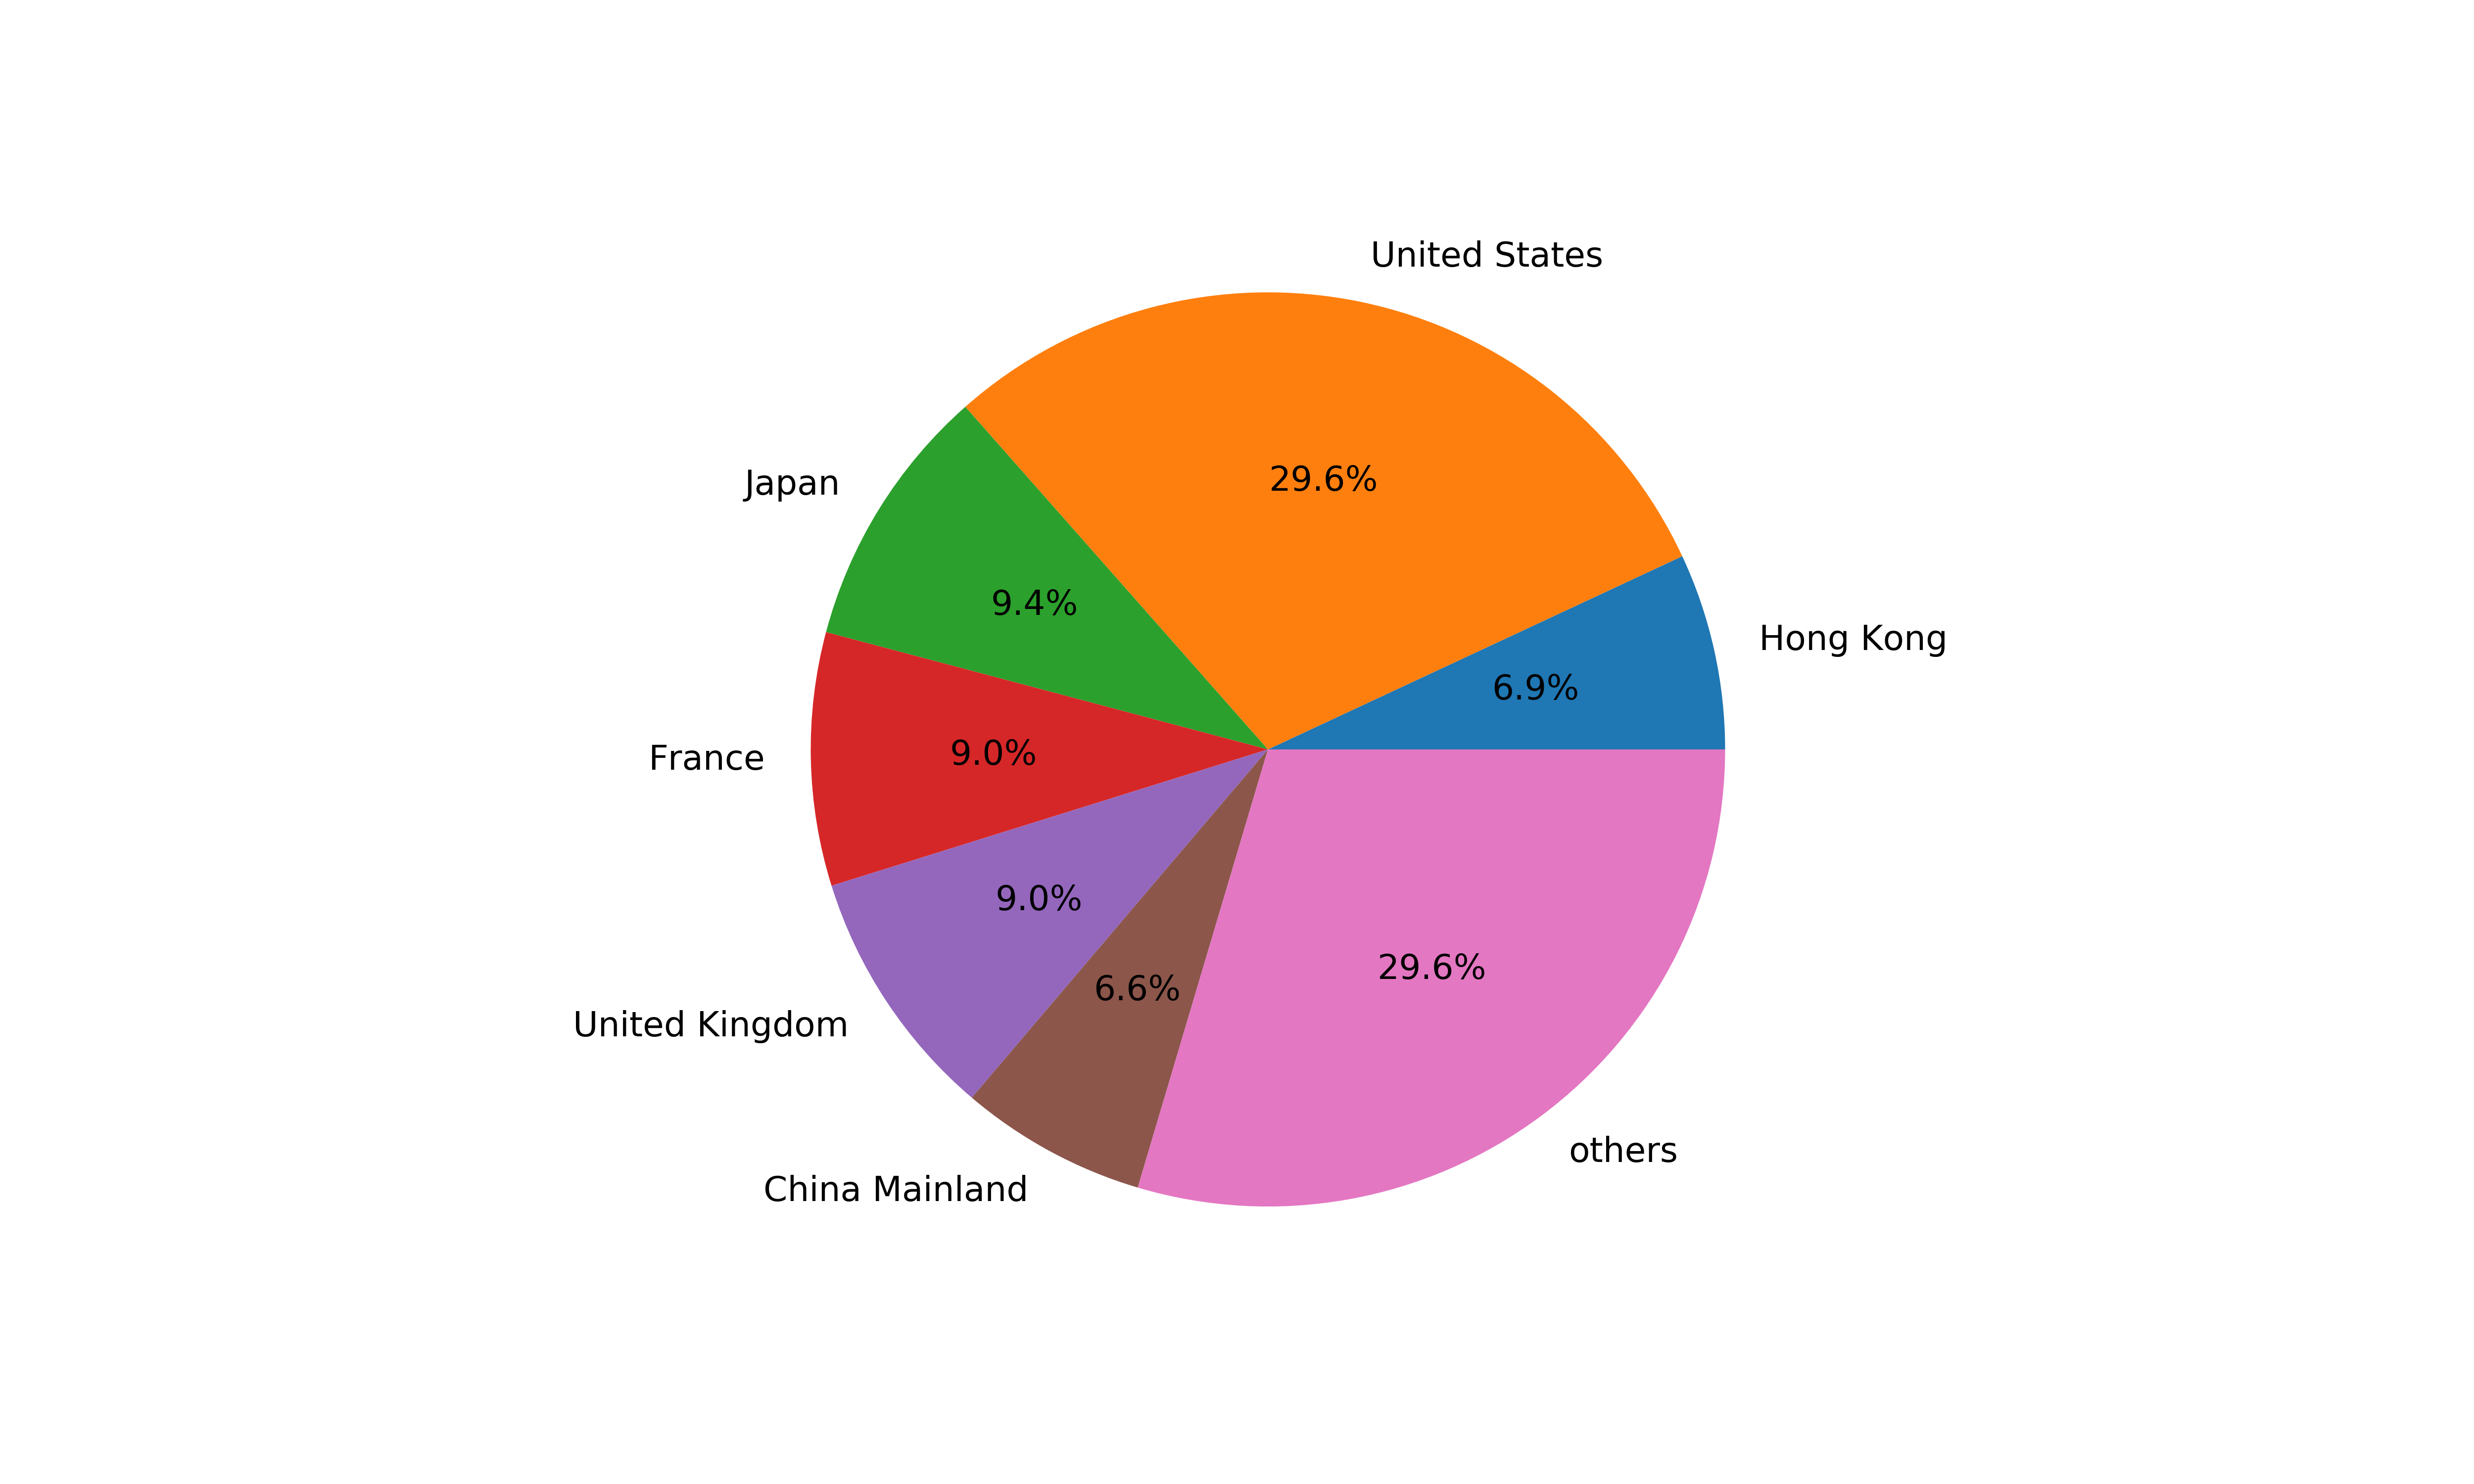 United States
29.6%
Japan
9.4%
Hong Kong
6.9%
France
9.0%
United Kingdom
9.0%
China Mainland
6.6%
others
29.6%